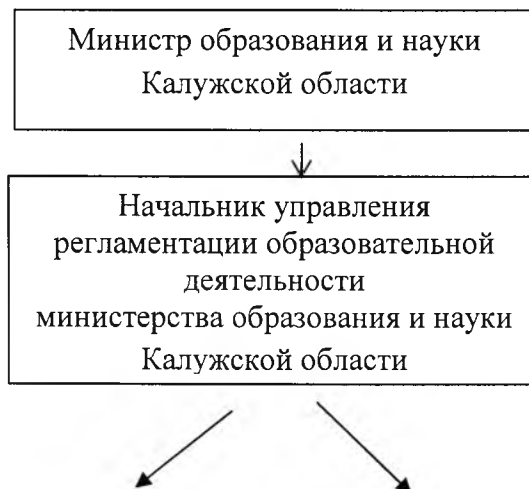 Министр образования и науки
Калужской области
Начальник управления
регламентации образовательной
деятельности
министерства образования и науки
Калужской области